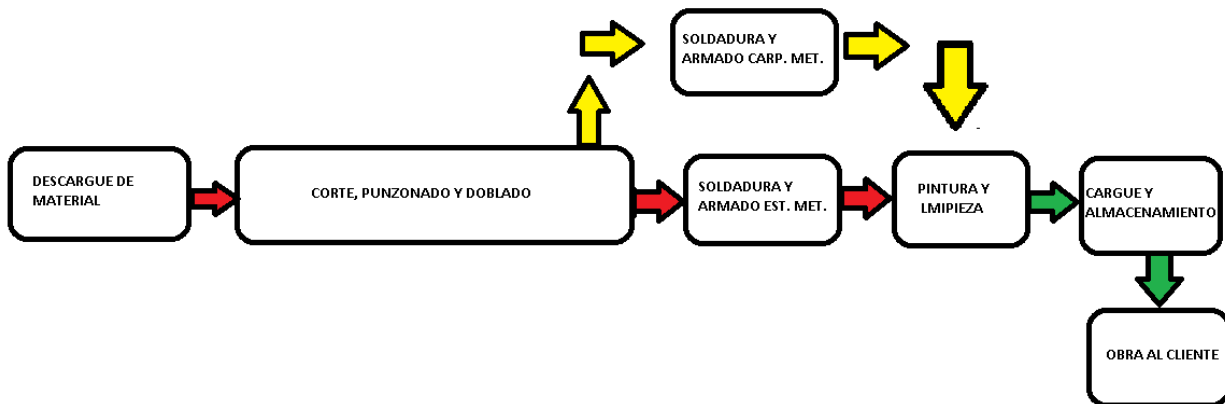 SOLDADURA Y
ARMADO CARP. MET.
DESCARGUE DE
MATERIAL
CORTE, PUNZONADO Y DOBLADO
SOLDADURA Y
ARMADO EST. MET.
PINTURA Y
LMIPIEZA
CARGUE Y
ALMACENAMIENTO
OBRA AL CLIENTE